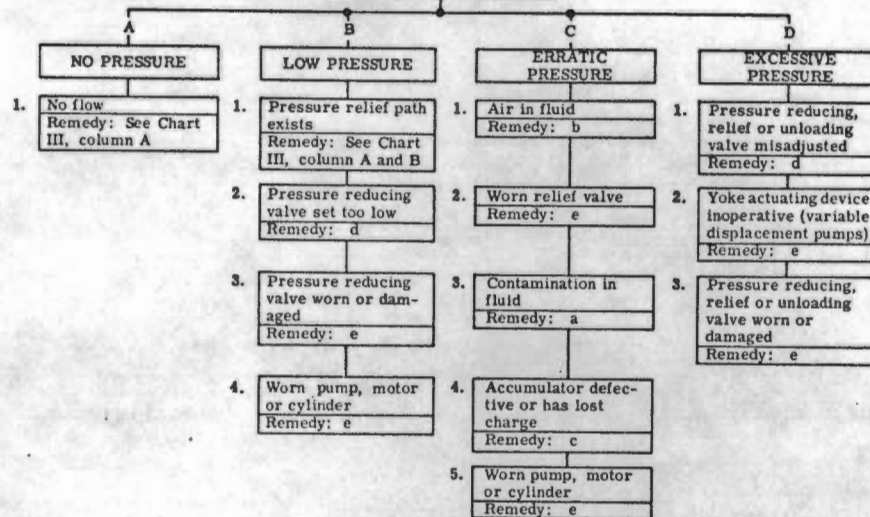 A
B
C
D
NO PRESSURE
LOW PRESSURE
ERRATIC
PRESSURE
EXCESSIVE
PRESSURE
1. No flow
Remedy: See Chart
III, column A
1. Pressure relief path
exists
Remedy: See Chart
III, column A and B
2. Pressure reducing
valve set too low
Remedy: d
3. Pressure reducing
valve worn or dam-
aged
Remedy: e
4. Worn pump, motor
or cylinder
Remedy: e
1. Air in fluid
Remedy: b
2. Worn relief valve
Remedy: e
3. Contamination in
fluid
Remedy: a
4. Accumulator defec-
tive or has lost
charge
Remedy: c
5. Worn pump, motor
or cylinder
Remedy: e
1. Pressure reducing,
relief or unloading
valve misadjusted
Remedy: d
2. Yoke actuating device
inoperative (variable
displacement pumps)
Remedy: e
3. Pressure reducing,
relief or unloading
valve worn or
damaged
Remedy: e